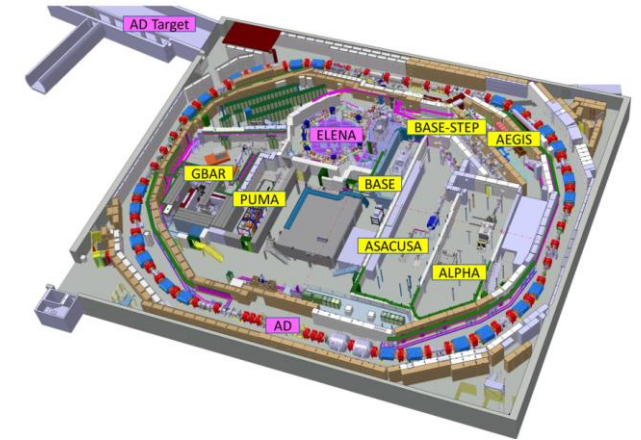 AD Target
ELENA
BASE-STEP
AEGIS
GBAR
PUMA
BASE
ASACUSA
ALPHA
AD